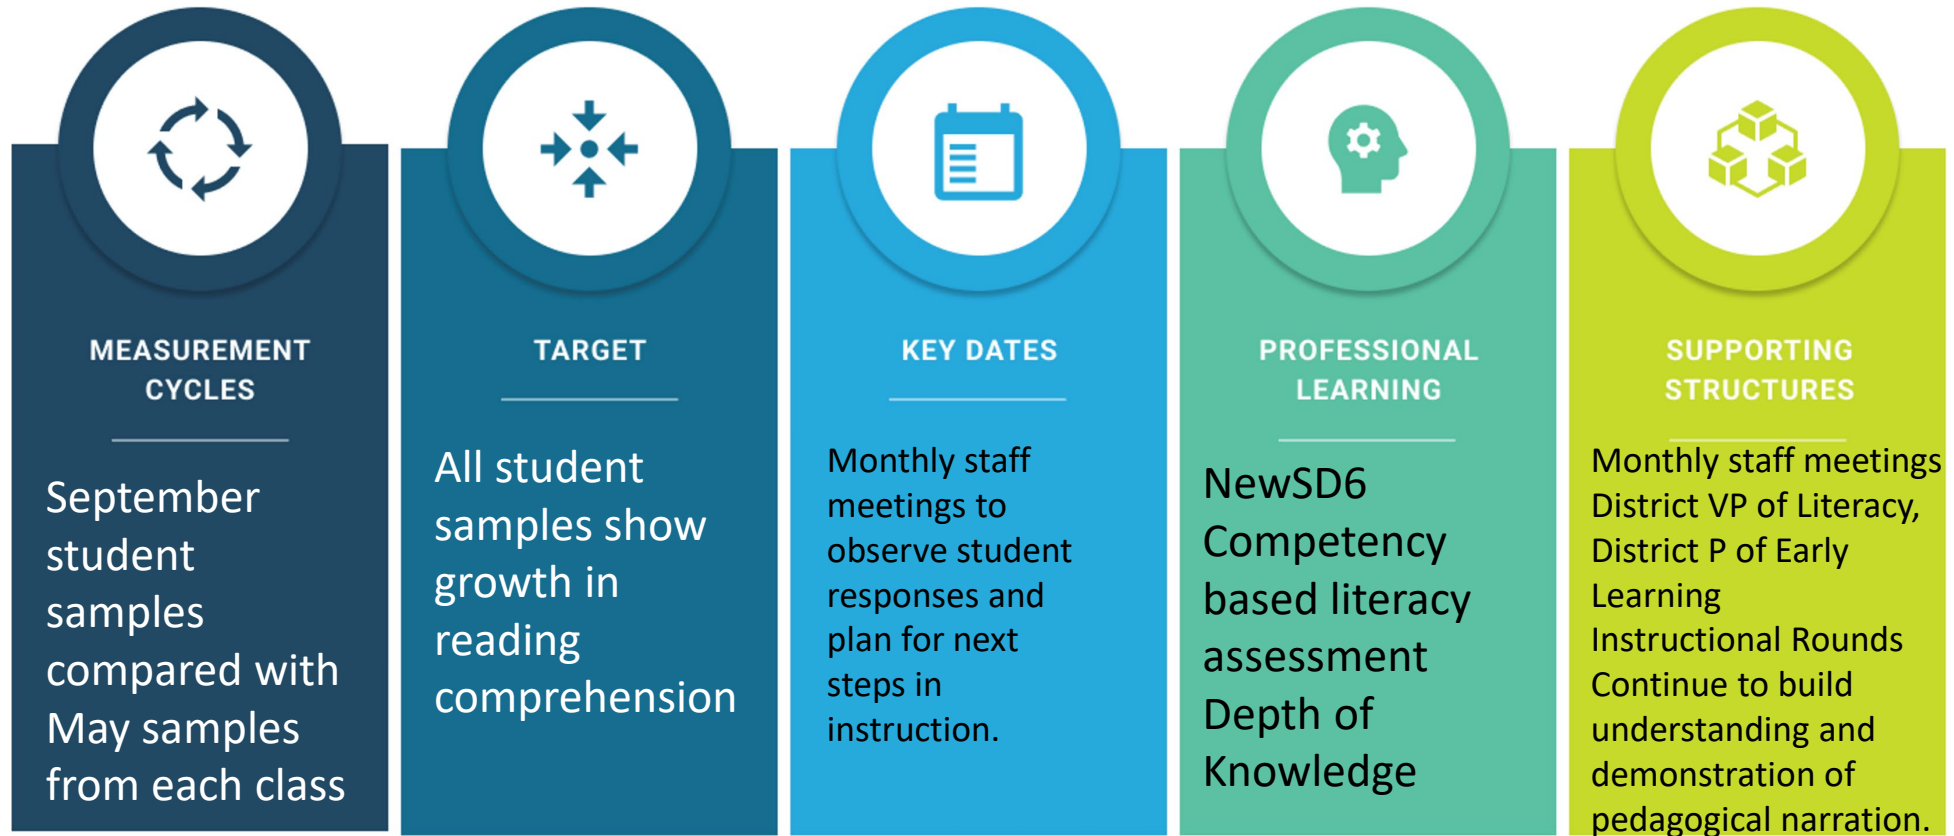 MEASUREMENT
CYCLES
September
student
samples
compared with
May samples
from each class
TARGET
All student
samples show
growth in
reading
comprehension
KEY DATES
Monthly staff
meetings to
observe student
responses and
plan for next
steps in
instruction.
PROFESSIONAL
LEARNING
NewSD6
Competency
based literacy
assessment
Depth of
Knowledge
SUPPORTING
STRUCTURES
Monthly staff meetings
District VP of Literacy,
District P of Early
Learning
Instructional Rounds
Continue to build
understanding and
demonstration of
pedagogical narration.